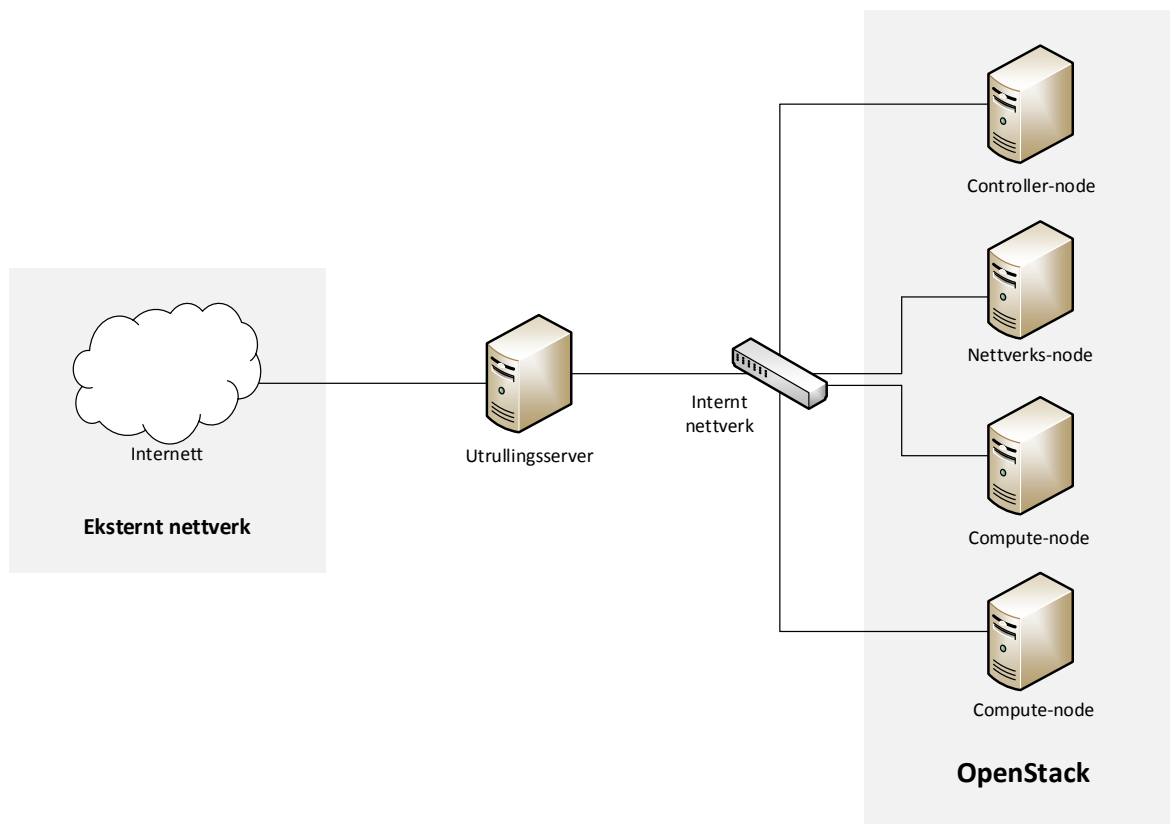 Controller-node
Nettverks-node
Internett
Eksternt nettverk
Utrullingsserver
Internt
nettverk
Compute-node
Compute-node
OpenStack